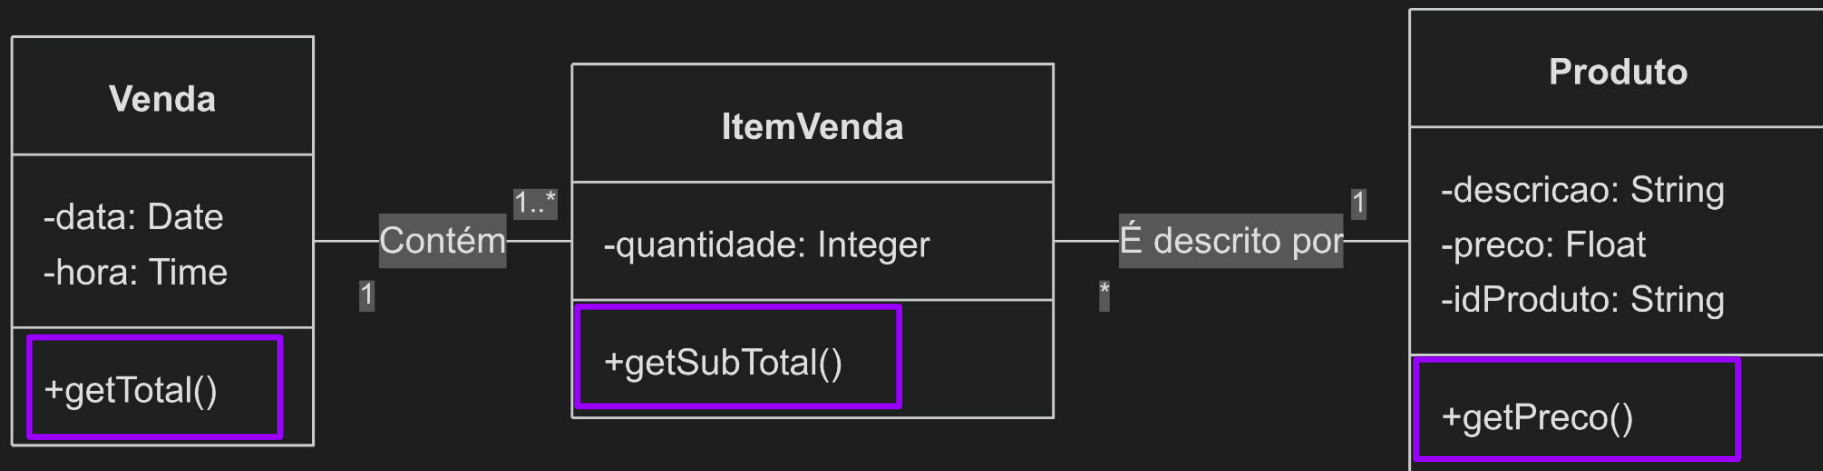 Venda
-data: Date
-hora: Time
+getTotal()
Contém
1
1..*
ItemVenda
-quantidade: Integer
+getSubTotal()
É descrito por
*
1
Produto
-descricao: String
-preco: Float
-idProduto: String
+getPreco()